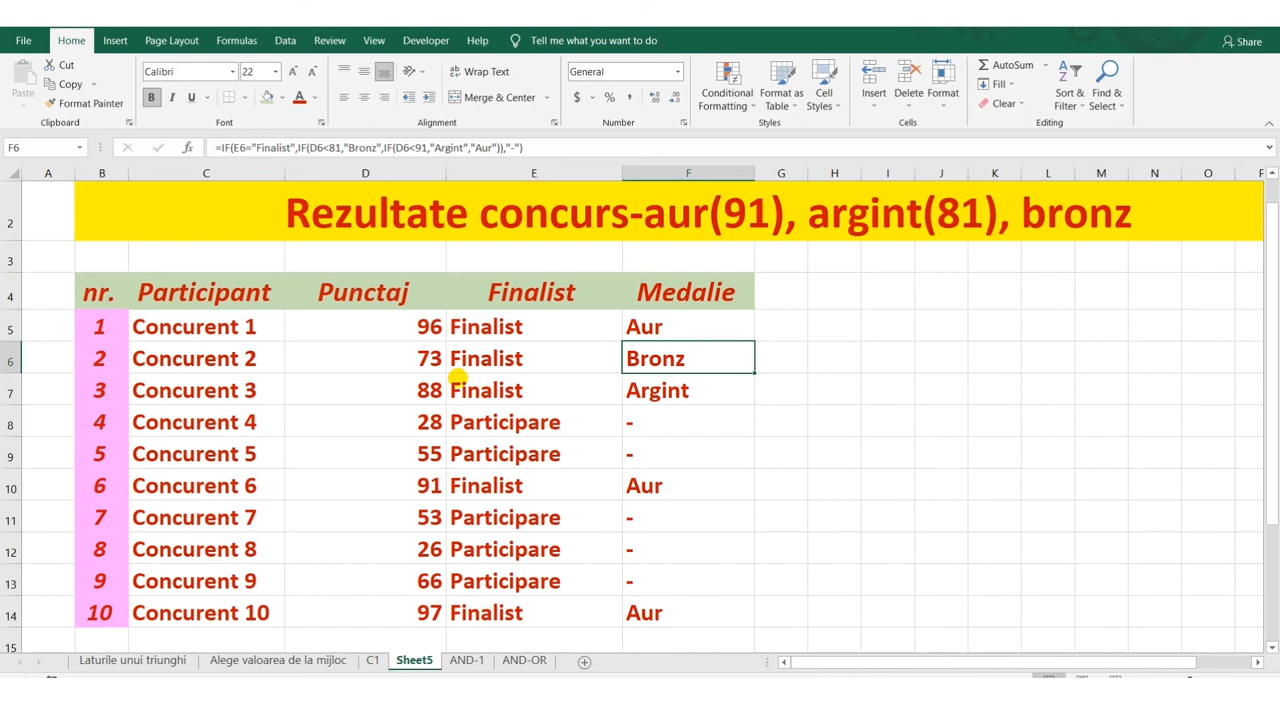 File Home Insert Page Layout Formulas Data Review View Developer Help Tell me what you want to do Share
Cut
Copy
Format Painter
Paste
Clipboard
Calibri 22 A A
B I U A
Font
Wrap Text
Merge & Center
Alignment
General
$ % ,
Number
Conditional Formatting
Format as Table
Cell Styles
Styles
Insert Delete Format
Cells
AutoSum
Fill
Clear
Sort & Filter
Find & Select
Editing
F6 fx =IF(E6="Finalist",IF(D6<81,"Bronz",IF(D6<91,"Argint","Aur")),"-")
A B C D E F G H I J K L M N O P
2 Rezultate concurs-aur(91), argint(81), bronz
3
4 nr. Participant Punctaj Finalist Medalie
5 1 Concurent 1 96 Finalist Aur
6 2 Concurent 2 73 Finalist Bronz
7 3 Concurent 3 88 Finalist Argint
8 4 Concurent 4 28 Participare -
9 5 Concurent 5 55 Participare -
10 6 Concurent 6 91 Finalist Aur
11 7 Concurent 7 53 Participare -
12 8 Concurent 8 26 Participare -
13 9 Concurent 9 66 Participare -
14 10 Concurent 10 97 Finalist Aur
15
Laturile unui triunghi Alege valoarea de la mijloc C1 Sheet5 AND-1 AND-OR